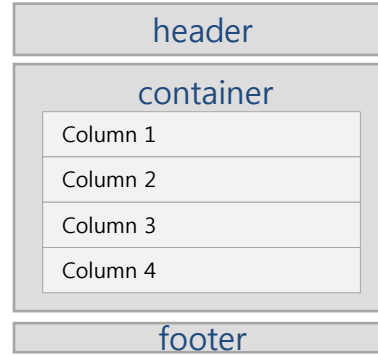 header
container
Column 1
Column 2
Column 3
Column 4
footer